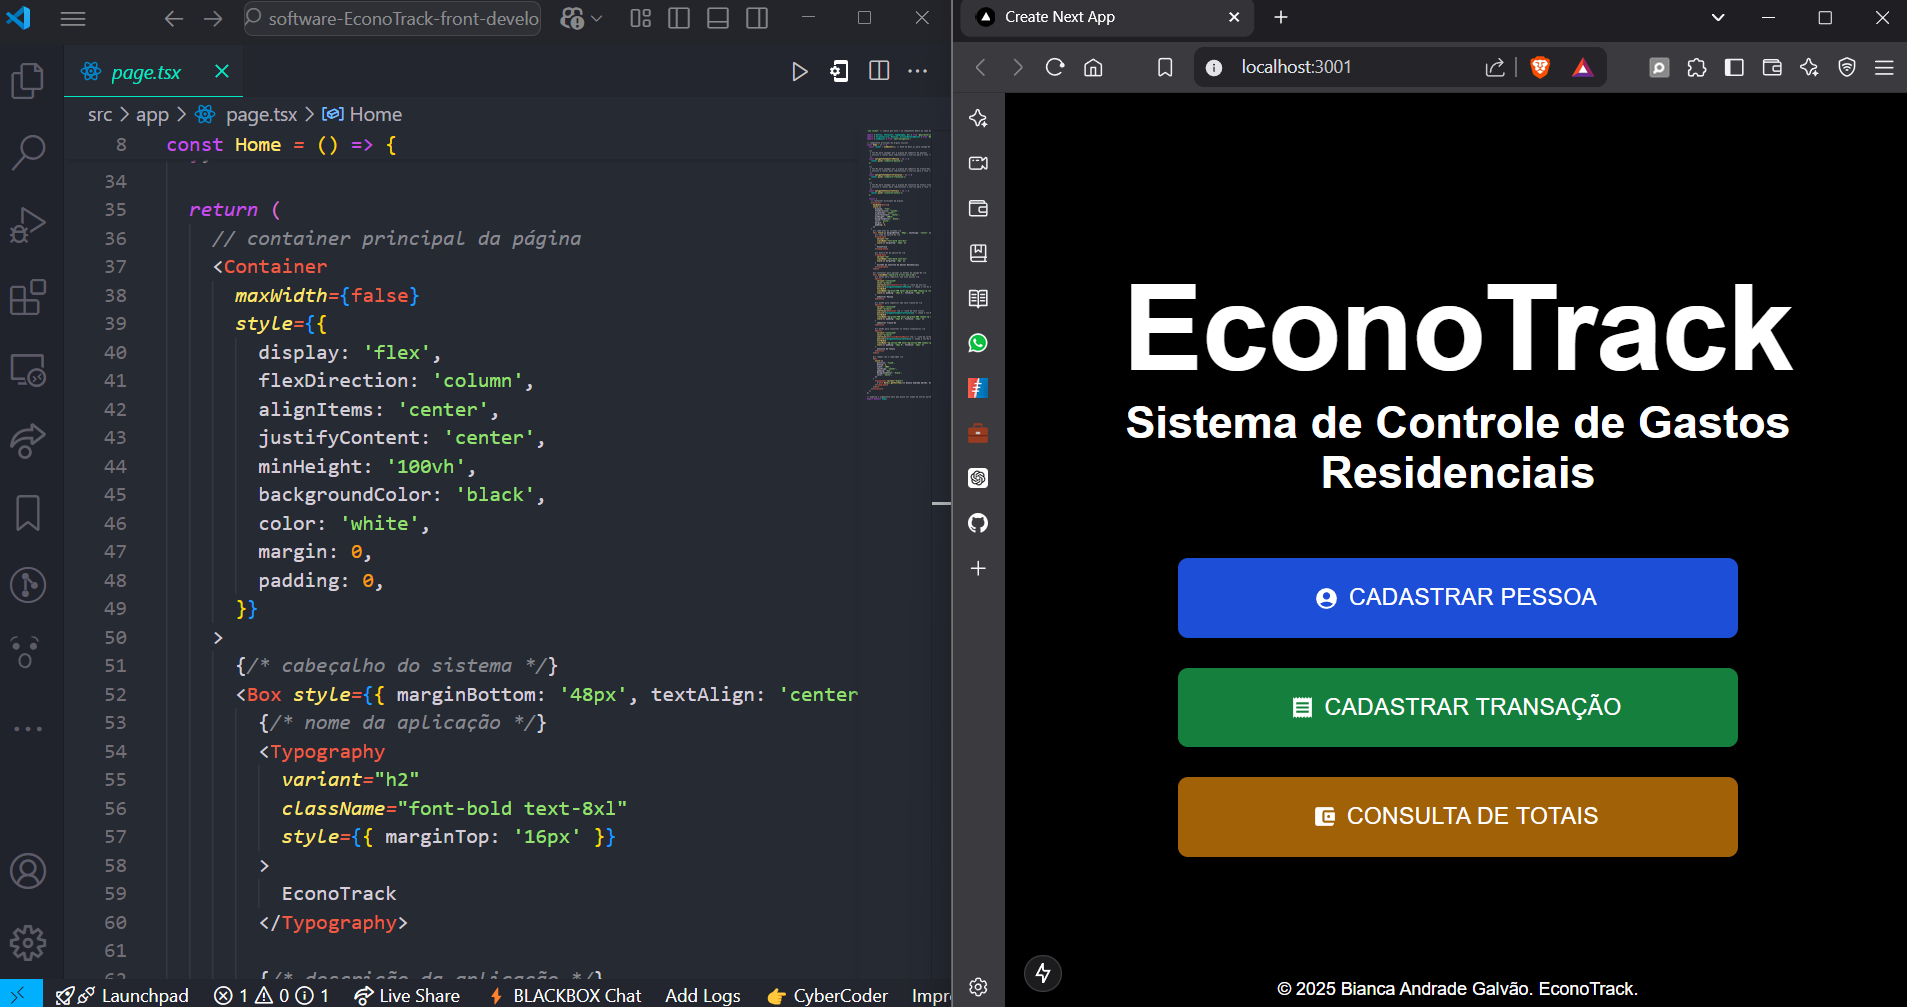 software-EconoTrack-front-develo
page.tsx
src > app > page.tsx > Home
8 const Home = () => {
34
35 return (
36 // container principal da página
37 <Container
38 maxWidth={false}
39 style={{
40 display: 'flex',
41 flexDirection: 'column',
42 alignItems: 'center',
43 justifyContent: 'center',
44 minHeight: '100vh',
45 backgroundColor: 'black',
46 color: 'white',
47 margin: 0,
48 padding: 0,
49 }}
50 >
51 {/* cabeçalho do sistema */}
52 <Box style={{ marginBottom: '48px', textAlign: 'center
53 {/* nome da aplicação */}
54 <Typography
55 variant="h2"
56 className="font-bold text-8xl"
57 style={{ marginTop: '16px' }}
58 >
59 EconoTrack
60 </Typography>
61
62 {/* descrição da aplicação */}
Launchpad 1 0 1 Live Share BLACKBOX Chat Add Logs CyberCoder Impr
Create Next App
localhost:3001
EconoTrack
Sistema de Controle de Gastos
Residenciais
CADASTRAR PESSOA
CADASTRAR TRANSAÇÃO
CONSULTA DE TOTAIS
© 2025 Bianca Andrade Galvão. EconoTrack.